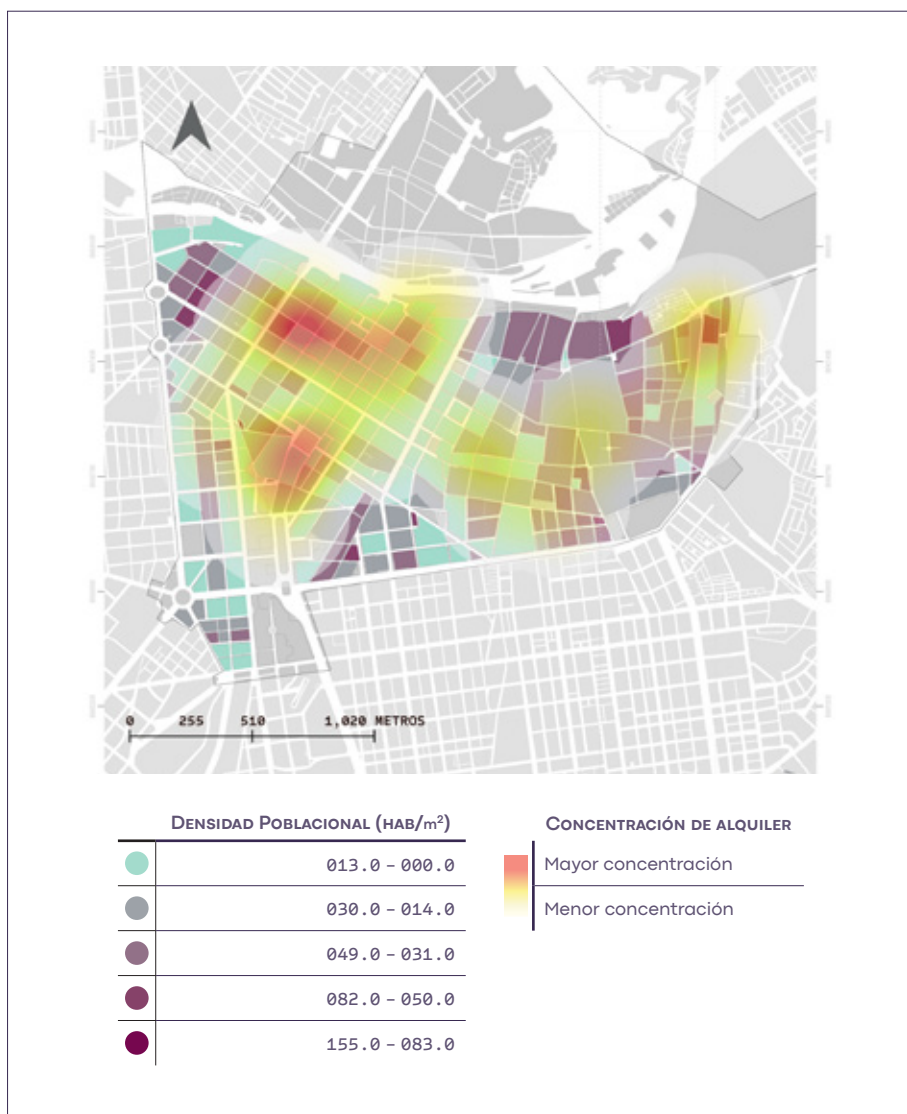 0 255 510 1,020 METROS
DENSIDAD POBLACIONAL (HAB/m²)
013.0 – 000.0
030.0 – 014.0
049.0 – 031.0
082.0 – 050.0
155.0 – 083.0
CONCENTRACIÓN DE ALQUILER
Mayor concentración
Menor concentración